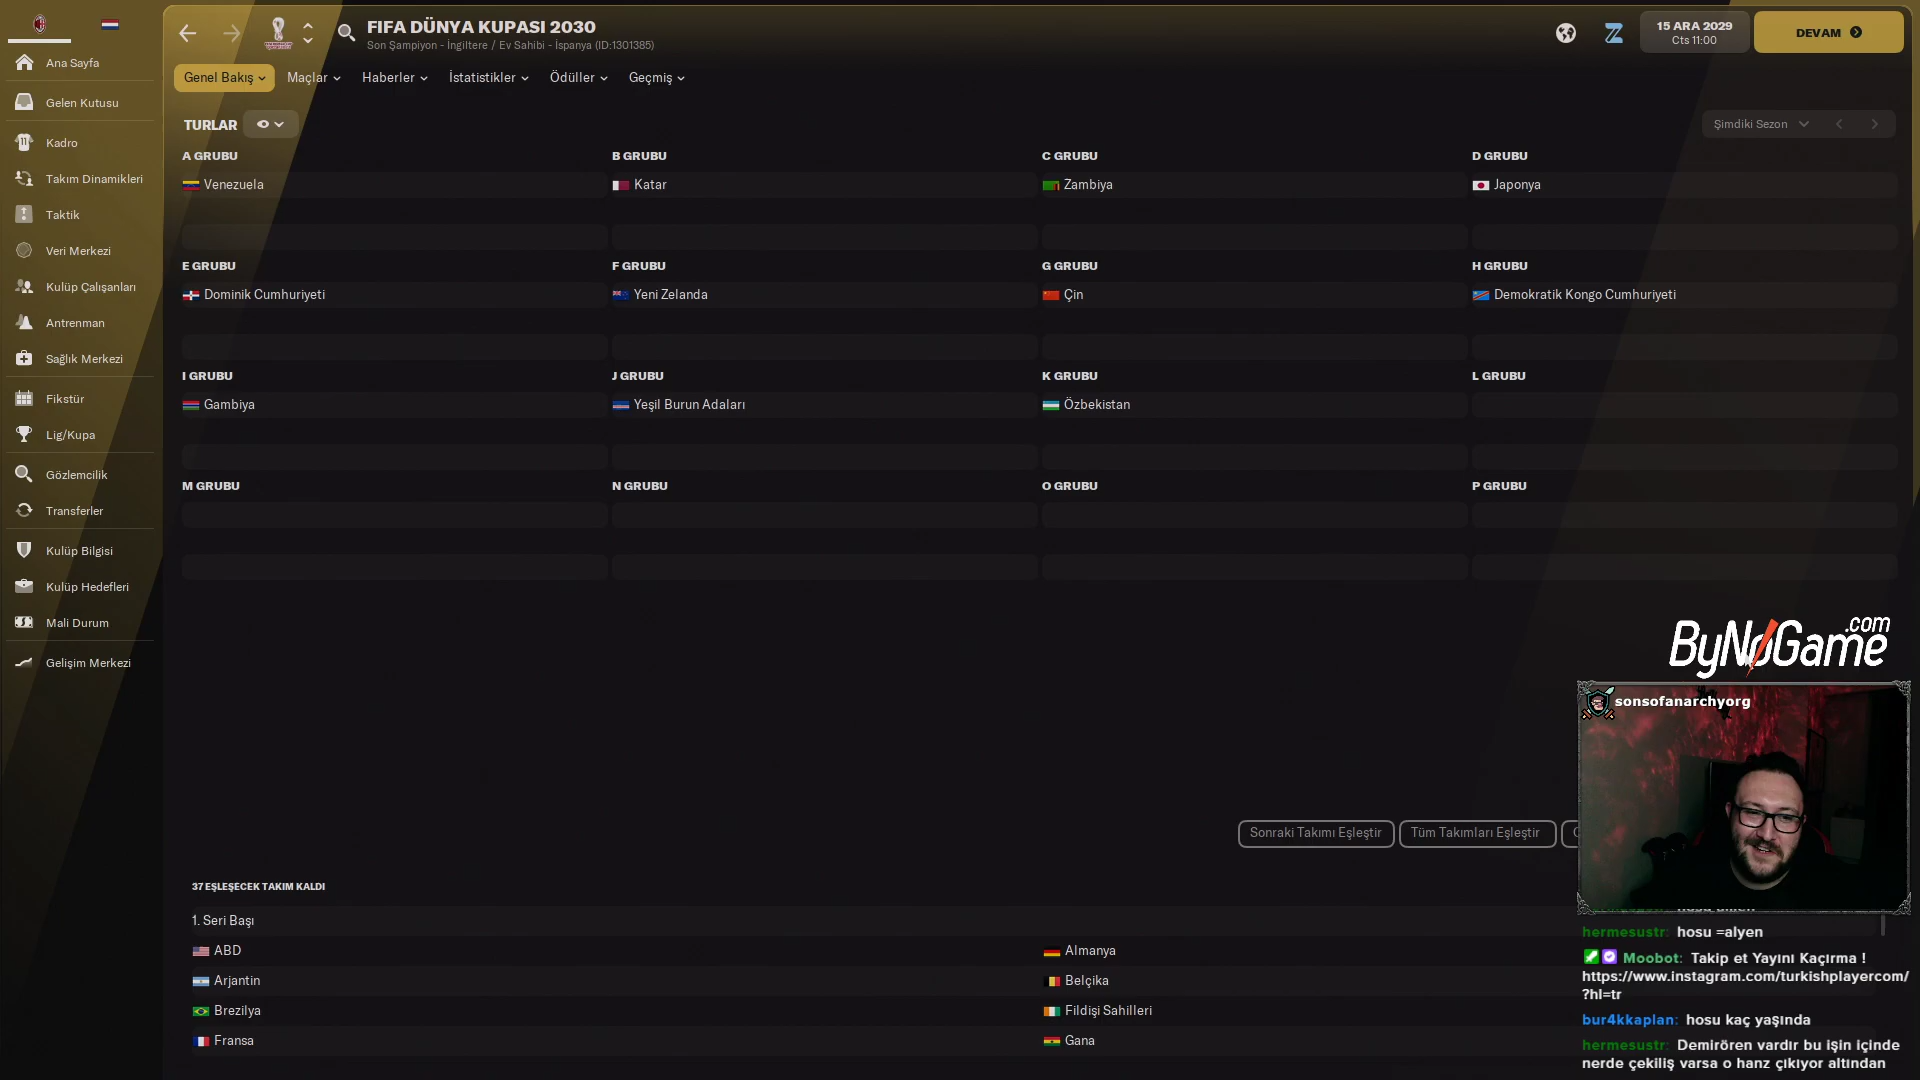 FIFA DÜNYA KUPASI 2030
Son Şampiyon - İngiltere / Ev Sahibi - İspanya (ID:1301385)
15 ARA 2029
Cts 11:00
DEVAM
Genel Bakış
Maçlar
Haberler
İstatistikler
Ödüller
Geçmiş
Ana Sayfa
Gelen Kutusu
Kadro
Takım Dinamikleri
Taktik
Veri Merkezi
Kulüp Çalışanları
Antrenman
Sağlık Merkezi
Fikstür
Lig/Kupa
Gözlemcilik
Transferler
Kulüp Bilgisi
Kulüp Hedefleri
Mali Durum
Gelişim Merkezi
TURLAR
Şimdiki Sezon
A GRUBU
B GRUBU
C GRUBU
D GRUBU
Venezuela
Katar
Zambiya
Japonya
E GRUBU
F GRUBU
G GRUBU
H GRUBU
Dominik Cumhuriyeti
Yeni Zelanda
Çin
Demokratik Kongo Cumhuriyeti
I GRUBU
J GRUBU
K GRUBU
L GRUBU
Gambiya
Yeşil Burun Adaları
Özbekistan
M GRUBU
N GRUBU
O GRUBU
P GRUBU
ByNoGame.com
sonsofanarchyorg
Sonraki Takımı Eşleştir
Tüm Takımları Eşleştir
37 EŞLEŞECEK TAKIM KALDI
1. Seri Başı
ABD
Almanya
Arjantin
Belçika
Brezilya
Fildişi Sahilleri
Fransa
Gana
hermesustr: hosu =alyen
Moobot: Takip et Yayını Kaçırma !
https://www.instagram.com/turkishplayercom/
?hl=tr
bur4kkaplan: hosu kaç yaşında
hermesustr: Demirören vardır bu işin içinde
nerde çekiliş varsa o hanz çıkıyor altından